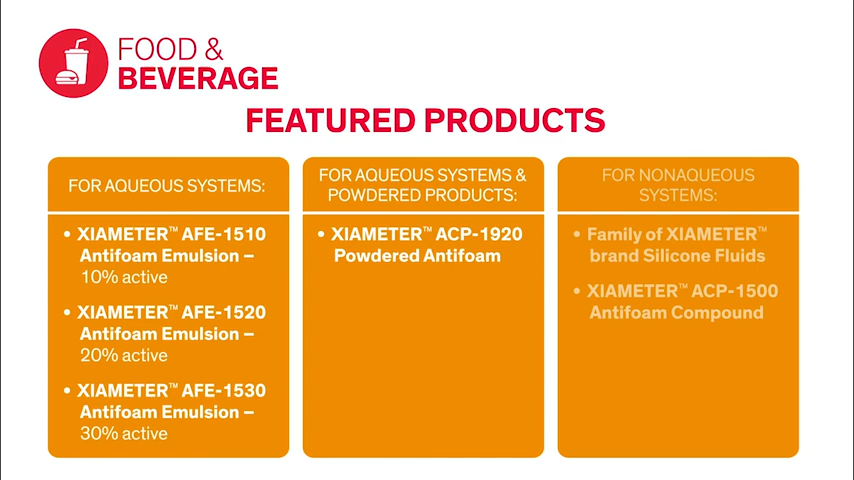 FOOD &
BEVERAGE
FEATURED PRODUCTS
FOR AQUEOUS SYSTEMS:
• XIAMETER™ AFE-1510
Antifoam Emulsion –
10% active
• XIAMETER™ AFE-1520
Antifoam Emulsion –
20% active
• XIAMETER™ AFE-1530
Antifoam Emulsion –
30% active
FOR AQUEOUS SYSTEMS &
POWDERED PRODUCTS:
• XIAMETER™ ACP-1920
Powdered Antifoam
FOR NONAQUEOUS
SYSTEMS:
• Family of XIAMETER™
brand Silicone Fluids
• XIAMETER™ ACP-1500
Antifoam Compound